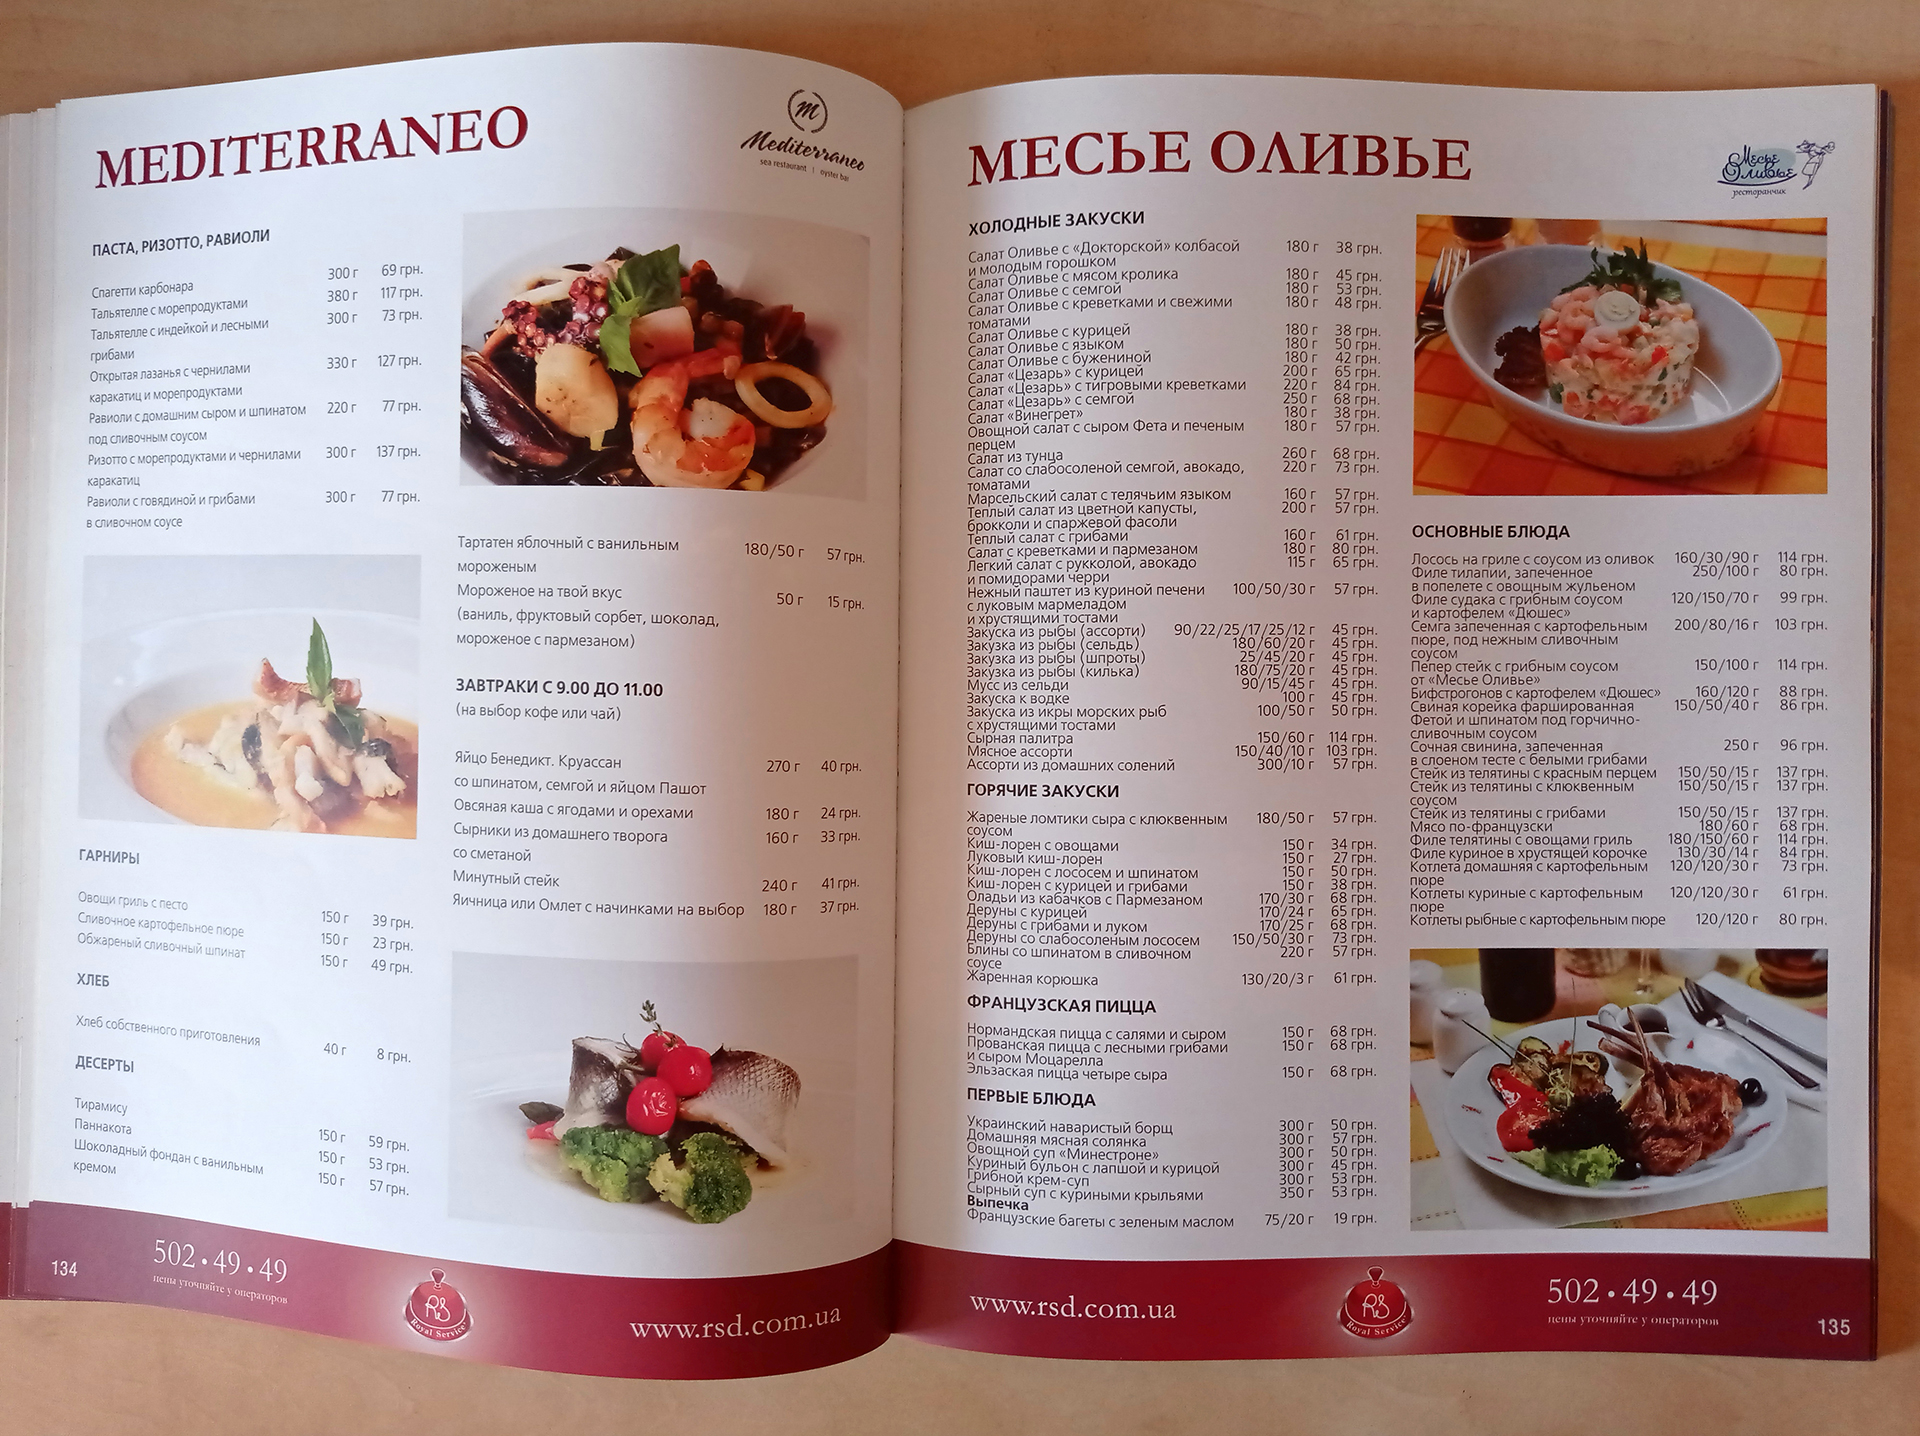 MEDITERRANEO
m
Mediterraneo
sea restaurant | oyster bar
ПАСТА, РИЗОТТО, РАВИОЛИ
Спагетти карбонара 300 г 69 грн.
Тальятелле с морепродуктами 380 г 117 грн.
Тальятелле с индейкой и лесными 300 г 73 грн.
грибами
Открытая лазанья с чернилами 330 г 127 грн.
каракатиц и морепродуктами
Равиоли с домашним сыром и шпинатом 220 г 77 грн.
под сливочным соусом
Ризотто с морепродуктами и чернилами 300 г 137 грн.
каракатиц
Равиоли с говядиной и грибами 300 г 77 грн.
в сливочном соусе
ГАРНИРЫ
Овощи гриль с песто 150 г 39 грн.
Сливочное картофельное пюре 150 г 23 грн.
Обжареный сливочный шпинат 150 г 49 грн.
ХЛЕБ
Хлеб собственного приготовления 40 г 8 грн.
ДЕСЕРТЫ
Тирамису 150 г 59 грн.
Паннакота 150 г 53 грн.
Шоколадный фондан с ванильным 150 г 57 грн.
кремом
Тартатен яблочный с ванильным 180/50 г 57 грн.
мороженым
Мороженое на твой вкус 50 г 15 грн.
(ваниль, фруктовый сорбет, шоколад,
мороженое с пармезаном)
ЗАВТРАКИ С 9.00 ДО 11.00
(на выбор кофе или чай)
Яйцо Бенедикт. Круассан 270 г 40 грн.
со шпинатом, семгой и яйцом Пашот
Овсяная каша с ягодами и орехами 180 г 24 грн.
Сырники из домашнего творога 160 г 33 грн.
со сметаной
Минутный стейк 240 г 41 грн.
Яичница или Омлет с начинками на выбор 180 г 37 грн.
134
502 • 49 • 49
цены уточняйте у операторов
RS
Royal Service
www.rsd.com.ua
МЕСЬЕ ОЛИВЬЕ
Месье
Оливье
ресторанчик
ХОЛОДНЫЕ ЗАКУСКИ
Салат Оливье с «Докторской» колбасой 180 г 38 грн.
и молодым горошком
Салат Оливье с мясом кролика 180 г 45 грн.
Салат Оливье с семгой 180 г 53 грн.
Салат Оливье с креветками и свежими 180 г 48 грн.
томатами
Салат Оливье с курицей 180 г 38 грн.
Салат Оливье с языком 180 г 50 грн.
Салат Оливье с бужениной 180 г 42 грн.
Салат «Цезарь» с курицей 200 г 65 грн.
Салат «Цезарь» с тигровыми креветками 220 г 84 грн.
Салат «Цезарь» с семгой 250 г 68 грн.
Салат «Винегрет» 180 г 38 грн.
Овощной салат с сыром Фета и печеным 180 г 57 грн.
перцем
Салат из тунца 260 г 68 грн.
Салат со слабосоленой семгой, авокадо, 220 г 73 грн.
томатами
Марсельский салат с телячьим языком 160 г 57 грн.
Теплый салат из цветной капусты, 200 г 57 грн.
брокколи и спаржевой фасоли
Теплый салат с грибами 160 г 61 грн.
Салат с креветками и пармезаном 180 г 80 грн.
Легкий салат с рукколой, авокадо 115 г 65 грн.
и помидорами черри
Нежный паштет из куриной печени 100/50/30 г 57 грн.
с луковым мармеладом
и хрустящими тостами
Закуска из рыбы (ассорти) 90/22/25/17/25/12 г 45 грн.
Закузка из рыбы (сельдь) 180/60/20 г 45 грн.
Закузка из рыбы (шпроты) 25/45/20 г 45 грн.
Закузка из рыбы (килька) 180/75/20 г 45 грн.
Мусс из сельди 90/15/45 г 45 грн.
Закуска к водке 100 г 45 грн.
Закуска из икры морских рыб 100/50 г 50 грн.
с хрустящими тостами
Сырная палитра 150/60 г 114 грн.
Мясное ассорти 150/40/10 г 103 грн.
Ассорти из домашних солений 300/10 г 57 грн.
ГОРЯЧИЕ ЗАКУСКИ
Жареные ломтики сыра с клюквенным 180/50 г 57 грн.
соусом
Киш-лорен с овощами 150 г 34 грн.
Луковый киш-лорен 150 г 27 грн.
Киш-лорен с лососем и шпинатом 150 г 50 грн.
Киш-лорен с курицей и грибами 150 г 38 грн.
Оладьи из кабачков с Пармезаном 170/30 г 68 грн.
Деруны с курицей 170/24 г 65 грн.
Деруны с грибами и луком 170/25 г 68 грн.
Деруны со слабосоленым лососем 150/50/30 г 73 грн.
Блины со шпинатом в сливочном 220 г 57 грн.
соусе
Жаренная корюшка 130/20/3 г 61 грн.
ФРАНЦУЗСКАЯ ПИЦЦА
Нормандская пицца с салями и сыром 150 г 68 грн.
Прованская пицца с лесными грибами 150 г 68 грн.
и сыром Моцарелла
Эльзаская пицца четыре сыра 150 г 68 грн.
ПЕРВЫЕ БЛЮДА
Украинский наваристый борщ 300 г 50 грн.
Домашняя мясная солянка 300 г 57 грн.
Овощной суп «Минестроне» 300 г 50 грн.
Куриный бульон с лапшой и курицой 300 г 45 грн.
Грибной крем-суп 300 г 53 грн.
Сырный суп с куриными крыльями 350 г 53 грн.
Выпечка
Французские багеты с зеленым маслом 75/20 г 19 грн.
ОСНОВНЫЕ БЛЮДА
Лосось на гриле с соусом из оливок 160/30/90 г 114 грн.
Филе тилапии, запеченное 250/100 г 80 грн.
в попелете с овощным жульеном
Филе судака с грибным соусом 120/150/70 г 99 грн.
и картофелем «Дюшес»
Семга запеченная с картофельным 200/80/16 г 103 грн.
пюре, под нежным сливочным
соусом
Пепер стейк с грибным соусом 150/100 г 114 грн.
от «Месье Оливье»
Бифстрогонов с картофелем «Дюшес» 160/120 г 88 грн.
Свиная корейка фаршированная 150/50/40 г 86 грн.
Фетой и шпинатом под горчично-
сливочным соусом
Сочная свинина, запеченная 250 г 96 грн.
в слоеном тесте с белыми грибами
Стейк из телятины с красным перцем 150/50/15 г 137 грн.
Стейк из телятины с клюквенным 150/50/15 г 137 грн.
соусом
Стейк из телятины с грибами 150/50/15 г 137 грн.
Мясо по-французски 180/60 г 68 грн.
Филе телятины с овощами гриль 180/150/60 г 114 грн.
Филе куриное в хрустящей корочке 130/30/14 г 84 грн.
Котлета домашняя с картофельным 120/120/30 г 73 грн.
пюре
Котлеты куриные с картофельным 120/120/30 г 61 грн.
пюре
Котлеты рыбные с картофельным пюре 120/120 г 80 грн.
www.rsd.com.ua
RS
Royal Service
502 • 49 • 49
цены уточняйте у операторов
135